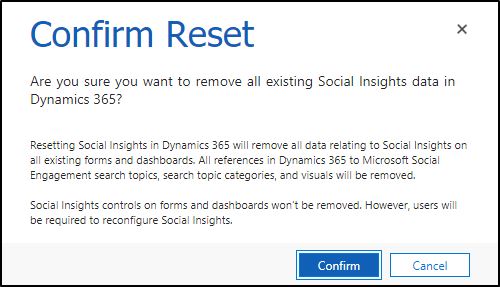 Confirm Reset
Are you sure you want to remove all existing Social Insights data in
Dynamics 365?
Resetting Social Insights in Dynamics 365 will remove all data relating to Social Insights on
all existing forms and dashboards. All references in Dynamics 365 to Microsoft Social
Engagement search topics, search topic categories, and visuals will be removed.
Social Insights controls on forms and dashboards won't be removed. However, users will
be required to reconfigure Social Insights.
Confirm
Cancel